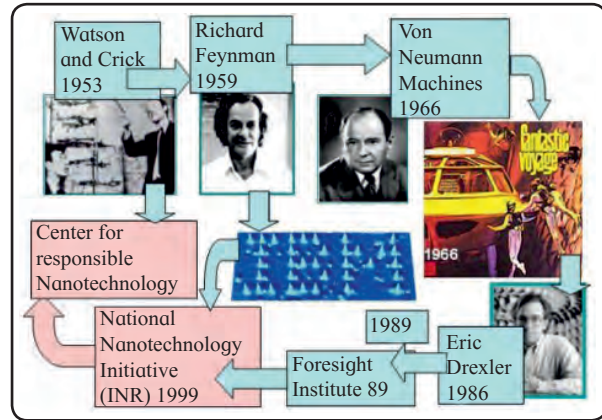 Watson
and Crick
1953
Richard
Feynman
1959
Von
Neumann
Machines
1966
fantastic
voyage
1966
Center for
responsible
Nanotechnology
National
Nanotechnology
Initiative
(INR) 1999
1989
Foresight
Institute 89
Eric
Drexler
1986